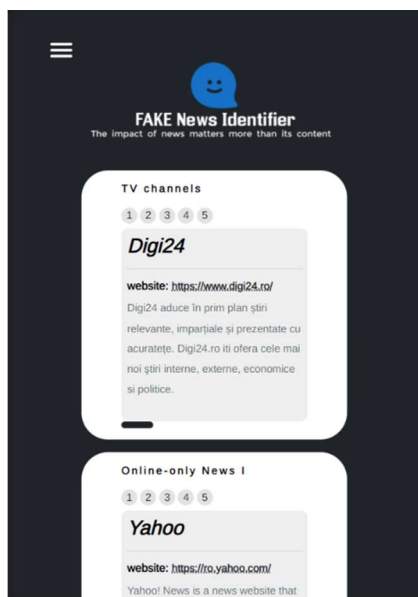 FAKE News Identifier
The impact of news matters more than its content
TV channels
1 2 3 4 5
Digi24
website: https://www.digi24.ro/
Digi24 aduce în prim plan știri
relevante, imparțiale și prezentate cu
acuratețe. Digi24.ro iti ofera cele mai
noi știri interne, externe, economice
si politice.
Online-only News I
1 2 3 4 5
Yahoo
website: https://ro.yahoo.com/
Yahoo! News is a news website that